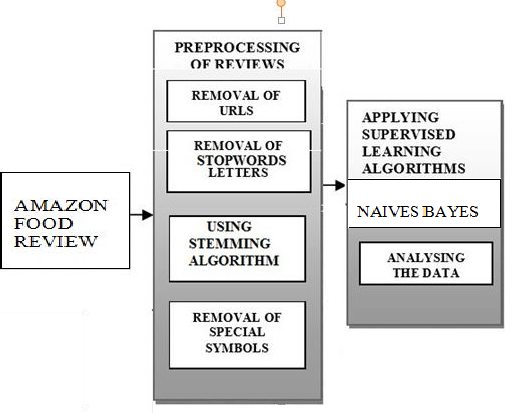 AMAZON
FOOD
REVIEW
PREPROCESSING
OF REVIEWS
REMOVAL OF
URLS
REMOVAL OF
STOPWORDS
LETTERS
USING
STEMMING
ALGORITHM
REMOVAL OF
SPECIAL
SYMBOLS
APPLYING
SUPERVISED
LEARNING
ALGORITHMS
NAIVES BAYES
ANALYSING
THE DATA